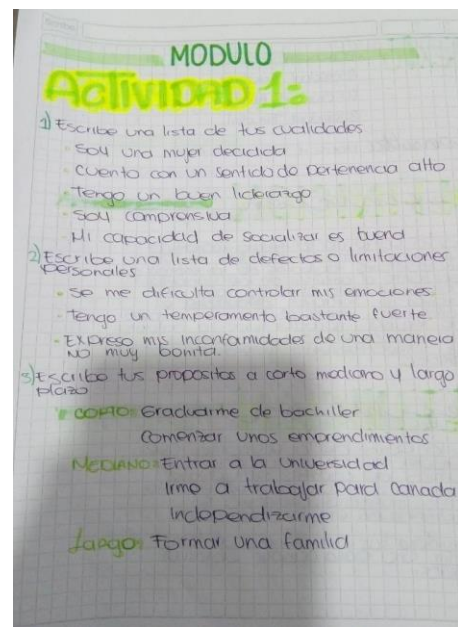 MODULO
ACTIVIDAD 1:
1) Escribe una lista de tus cualidades
- Soy una mujer decidida
- cuento con un sentido de pertenencia alto
- Tengo un buen liderazgo
- Soy comprensiva
- Mi capacidad de socializar es buena
2) Escribe una lista de defectos o limitaciones
personales
- Se me dificulta controlar mis emociones
- Tengo un temperamento bastante fuerte
- Expreso mis inconfamidades de una manera
NO muy bonita.
3) Escribe tus propositos a corto mediano y largo
plazo
CORTO: Graduarme de bachiller
Comenzar unos emprendimientos
MEDIANO: Entrar a la universidad
Irme a trabajar para Canada
Independizarme
Largo: Formar una familia